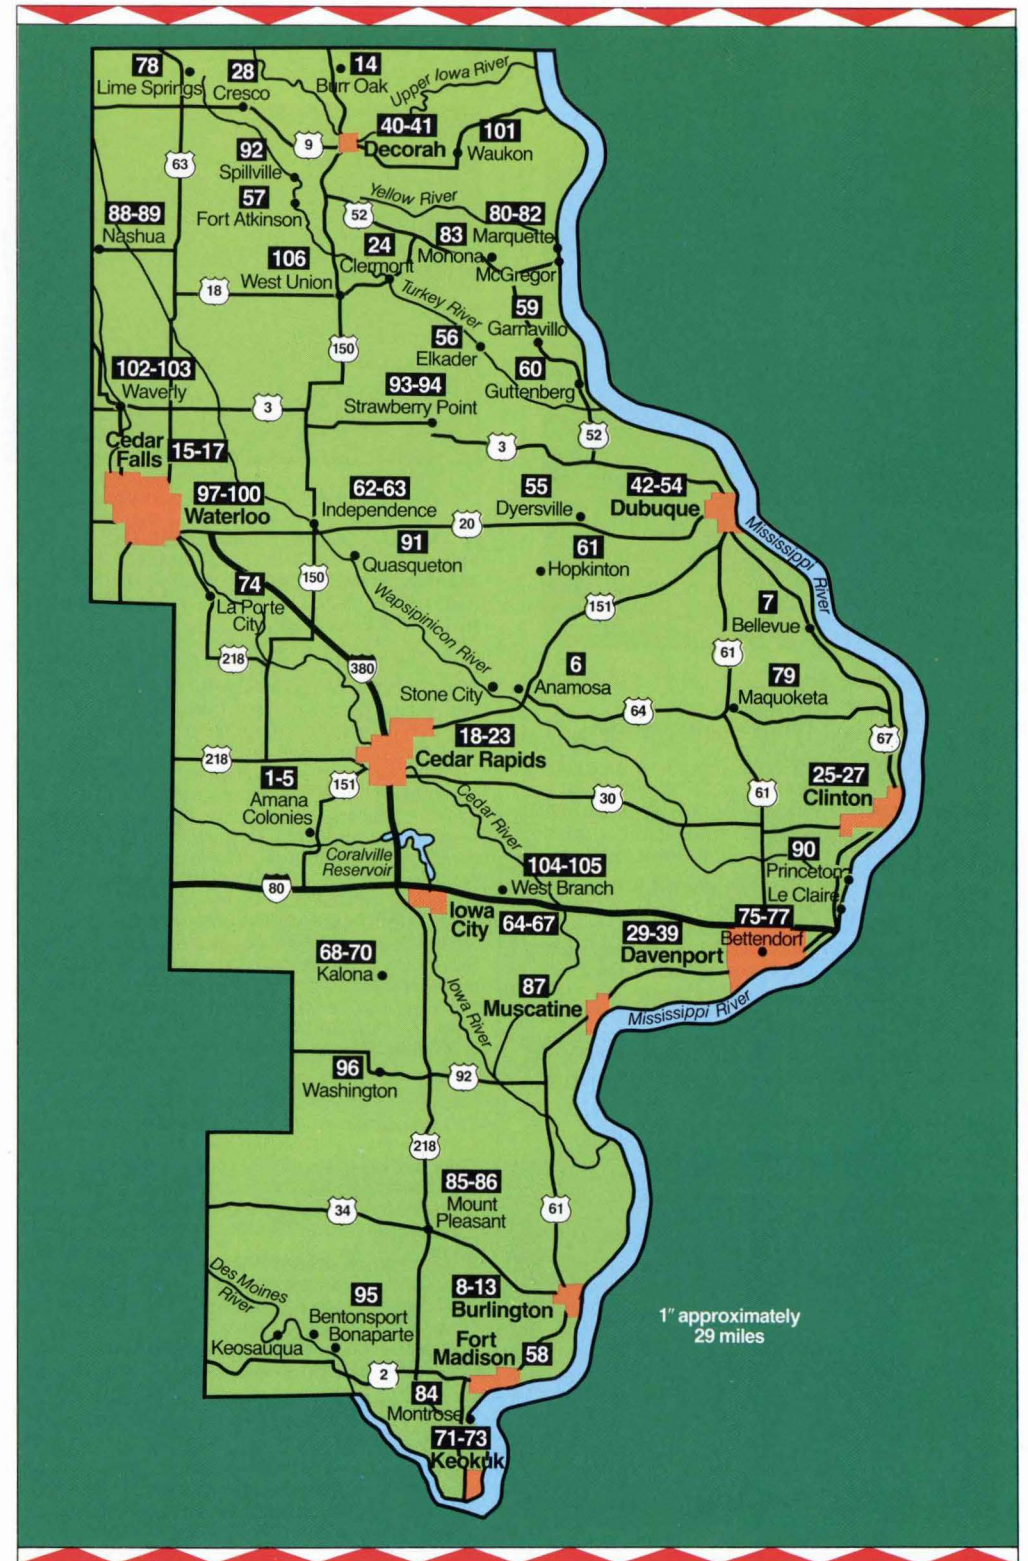 78
Lime Springs
28
Cresco
14
Burr Oak
Upper Iowa River
40-41
Decorah
101
Waukon
9
63
92
Spillville
57
Fort Atkinson
Yellow River
52
88-89
Nashua
80-82
Marquette
83
Monona
McGregor
24
Clermont
106
West Union
18
Turkey River
59
Garnavillo
150
56
Elkader
60
Guttenberg
102-103
Waverly
93-94
Strawberry Point
3
3
52
Cedar
Falls
15-17
97-100
Waterloo
62-63
Independence
55
Dyersville
42-54
Dubuque
20
Mississippi River
91
Quasqueton
61
Hopkinton
74
La Porte
City
150
Wapsipinicon River
151
7
Bellevue
218
380
61
6
Anamosa
Stone City
79
Maquoketa
64
67
18-23
Cedar Rapids
218
1-5
Amana
Colonies
151
Cedar River
30
61
25-27
Clinton
Coralville
Reservoir
90
Princeton
Le Claire
104-105
West Branch
80
Iowa
City
64-67
29-39
Davenport
75-77
Bettendorf
68-70
Kalona
Iowa River
87
Muscatine
Mississippi River
96
Washington
92
218
85-86
Mount
Pleasant
34
61
Des Moines
River
95
Bentonsport
Bonaparte
Keosauqua
8-13
Burlington
1" approximately
29 miles
Fort
Madison
58
2
84
Montrose
71-73
Keokuk